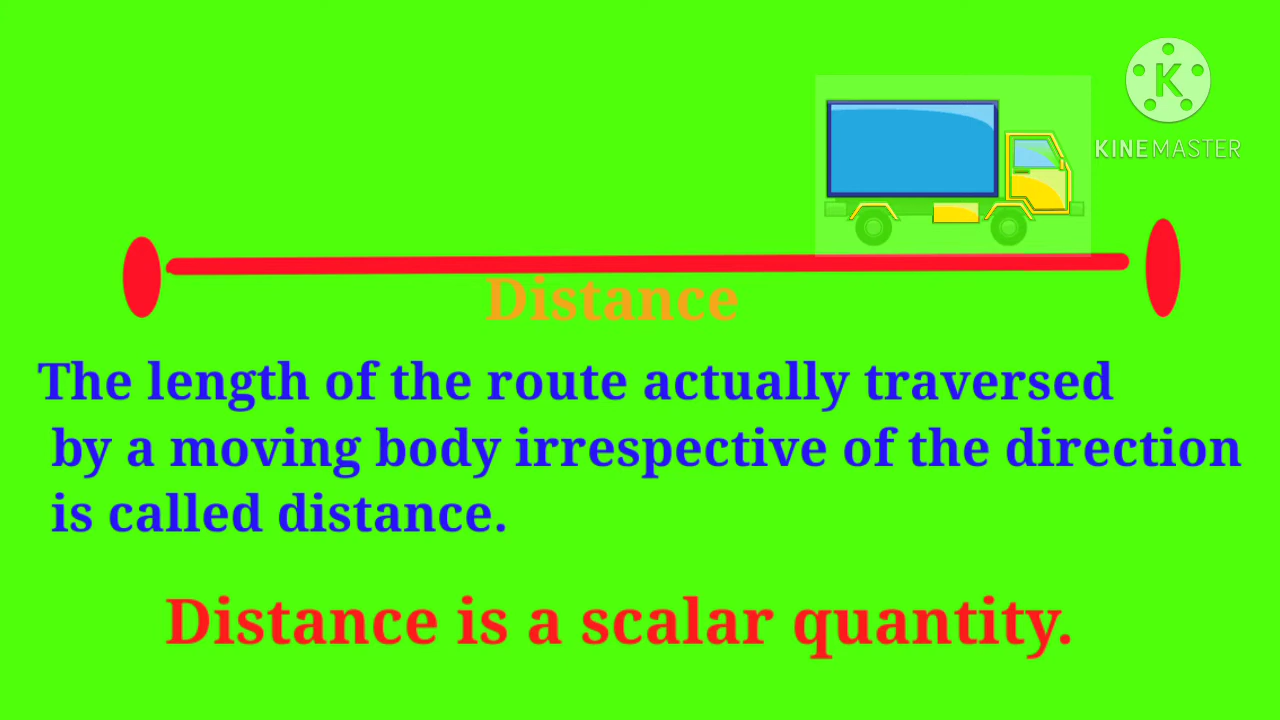 K
KINEMASTER
Distance
The length of the route actually traversed
by a moving body irrespective of the direction
is called distance.
Distance is a scalar quantity.